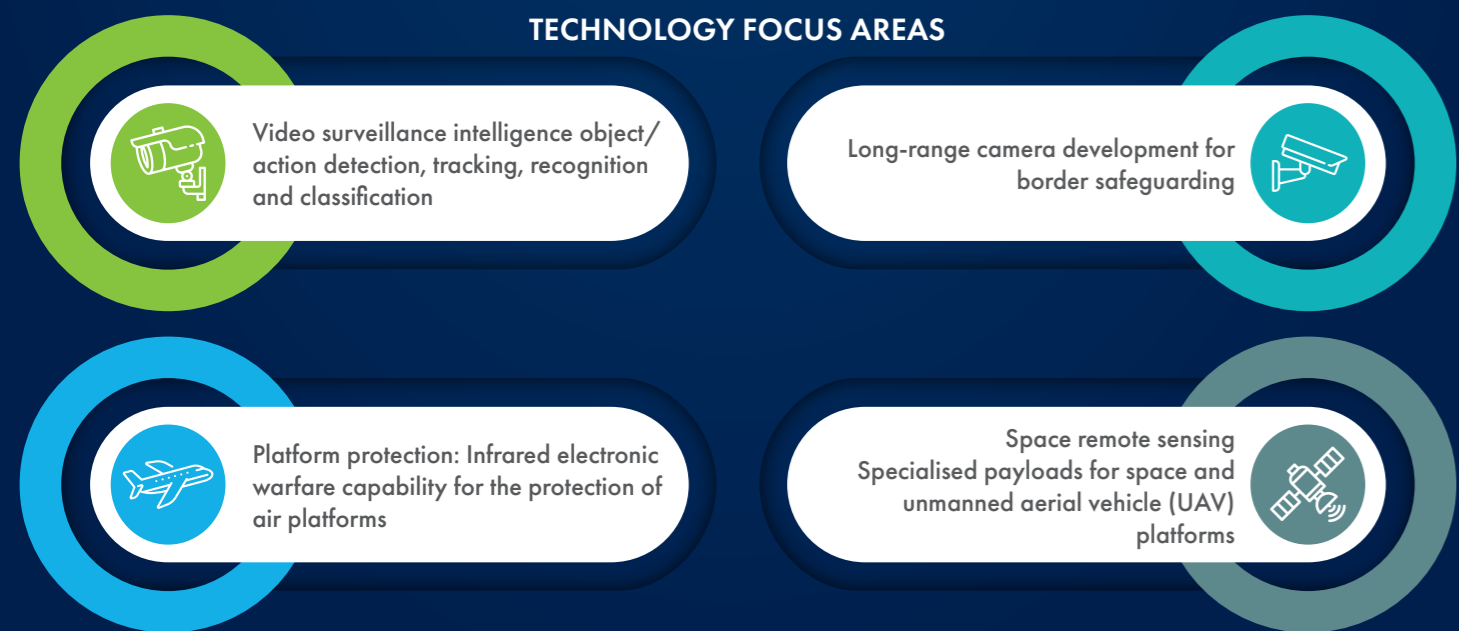 TECHNOLOGY FOCUS AREAS
Video surveillance intelligence object/
action detection, tracking, recognition
and classification
Long-range camera development for
border safeguarding
Platform protection: Infrared electronic
warfare capability for the protection of
air platforms
Space remote sensing
Specialised payloads for space and
unmanned aerial vehicle (UAV)
platforms